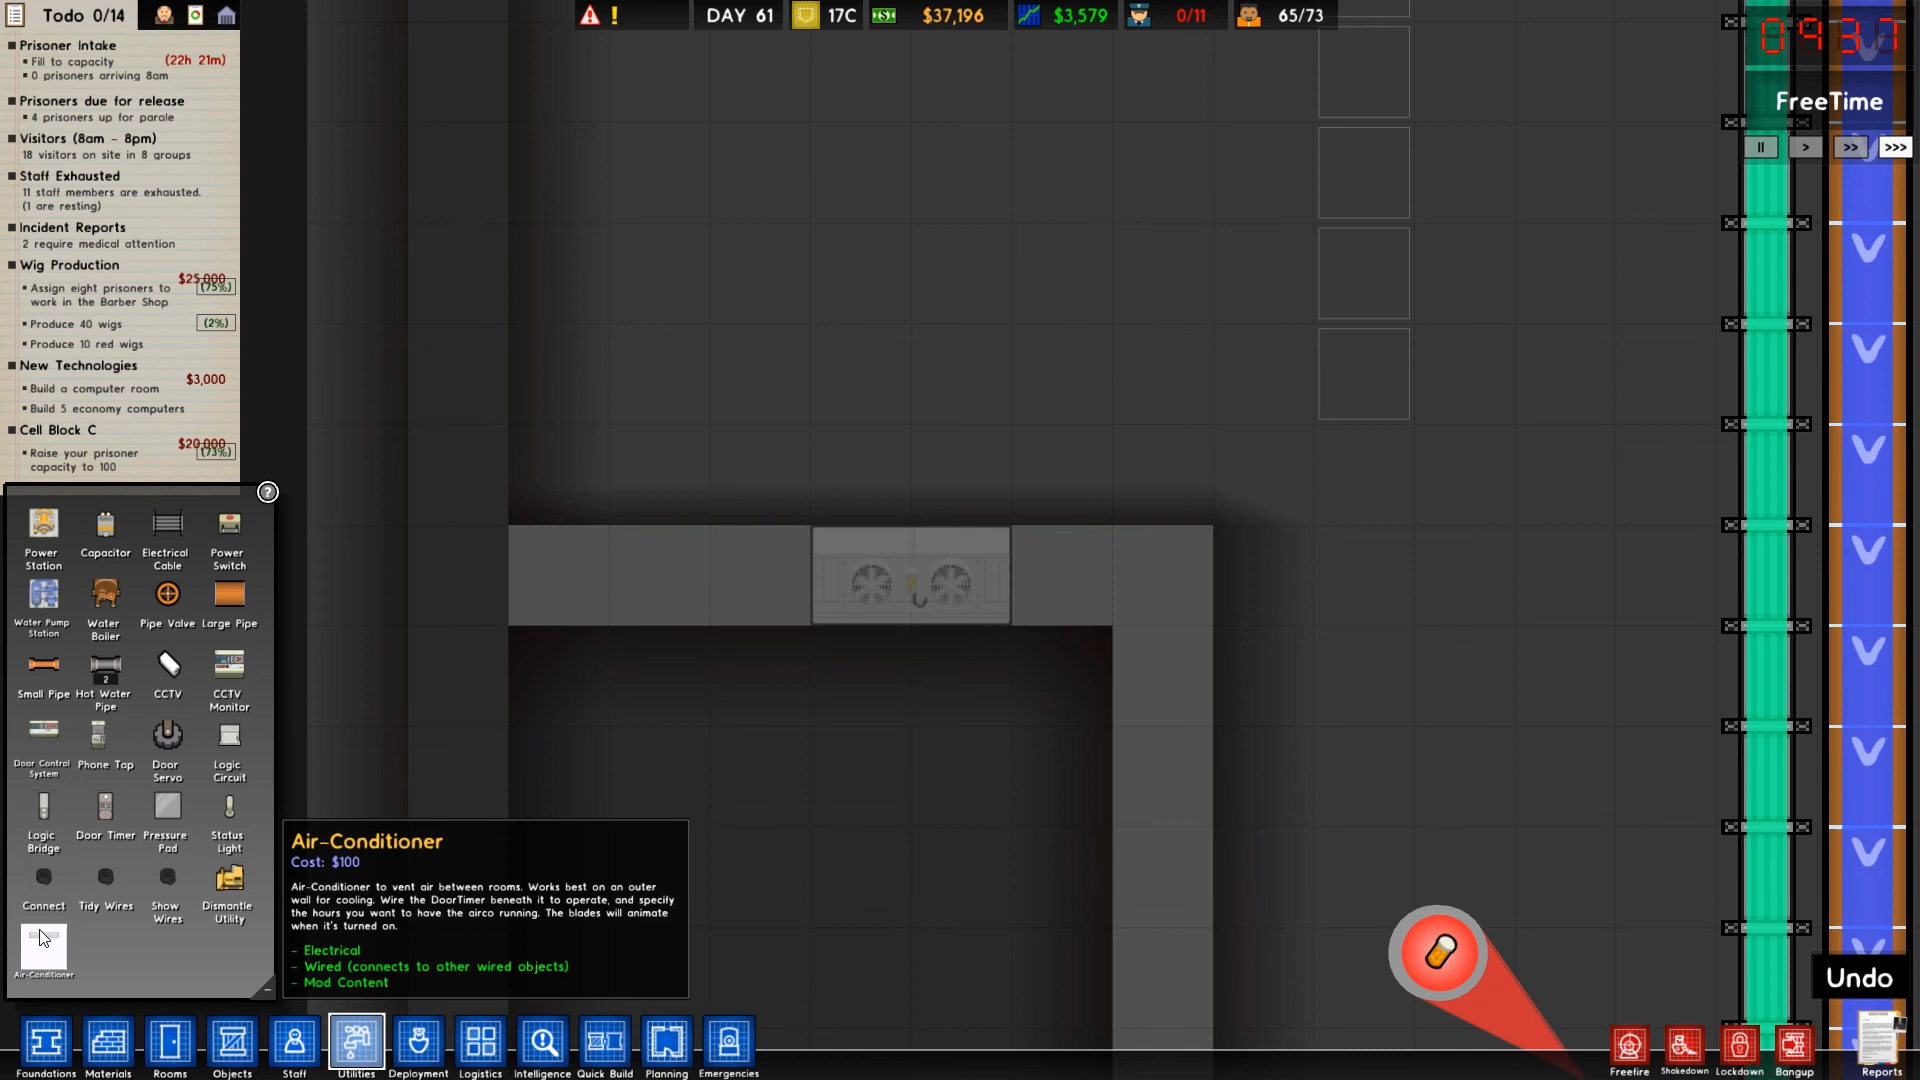 Todo 0/14
DAY 61
17C
$37,196
$3,579
0/11
65/73
0937
Prisoner Intake
Fill to capacity (22h 21m)
0 prisoners arriving 8am
Prisoners due for release
4 prisoners up for parole
Visitors (8am - 8pm)
18 visitors on site in 8 groups
Staff Exhausted
11 staff members are exhausted.
(1 are resting)
Incident Reports
2 require medical attention
Wig Production
$25,000
Assign eight prisoners to (75%)
work in the Barber Shop
Produce 40 wigs (2%)
Produce 10 red wigs
New Technologies
$3,000
Build a computer room
Build 5 economy computers
Cell Block C
$20,000
Raise your prisoner (73%)
capacity to 100
FreeTime
II > >> >>>
?
Power Station
Capacitor
Electrical Cable
Power Switch
Water Pump Station
Water Boiler
Pipe Valve
Large Pipe
Small Pipe
2
Hot Water Pipe
CCTV
CCTV Monitor
Door Control System
Phone Tap
Door Servo
Logic Circuit
Logic Bridge
Door Timer
Pressure Pad
Status Light
Connect
Tidy Wires
Show Wires
Dismantle Utility
Air-Conditioner
Air-Conditioner
Cost: $100
Air-Conditioner to vent air between rooms. Works best on an outer
wall for cooling. Wire the DoorTimer beneath it to operate, and specify
the hours you want to have the airco running. The blades will animate
when it's turned on.
- Electrical
- Wired (connects to other wired objects)
- Mod Content
Undo
Foundations Materials Rooms Objects Staff Utilities Deployment Logistics Intelligence Quick Build Planning Emergencies
Freefire Shakedown Lockdown Bangup Reports